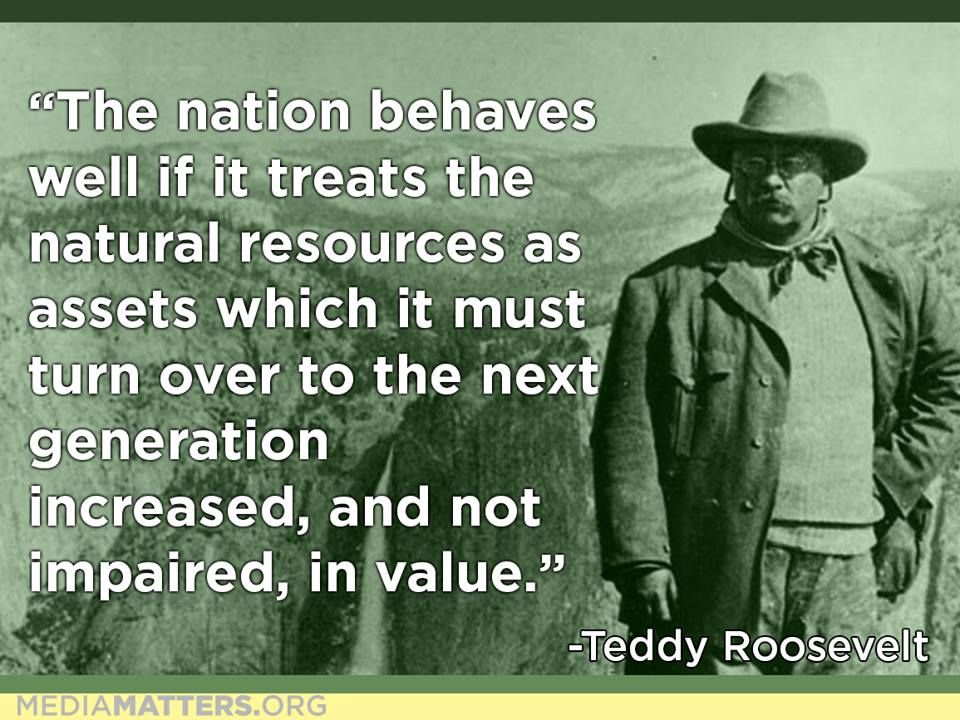 “The nation behaves
well if it treats the
natural resources as
assets which it must
turn over to the next
generation
increased, and not
impaired, in value.”
-Teddy Roosevelt
MEDIAMATTERS.ORG